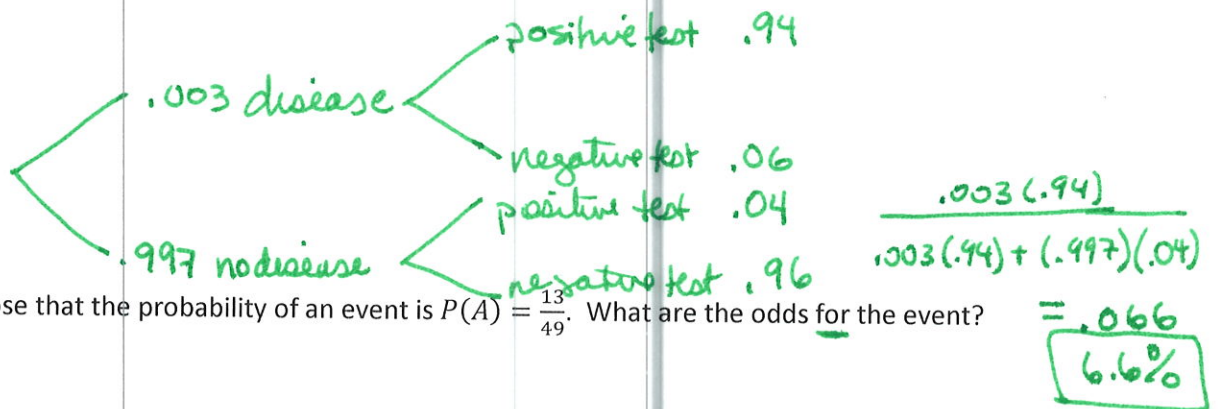 positive test .94
.003 disease
negative test .06
positive test .04
.003(.94)
.003(.94) + (.997)(.04)
.997 no disease
negative test .96
se that the probability of an event is P(A) = 13/49. What are the odds for the event?
= .066
6.6%